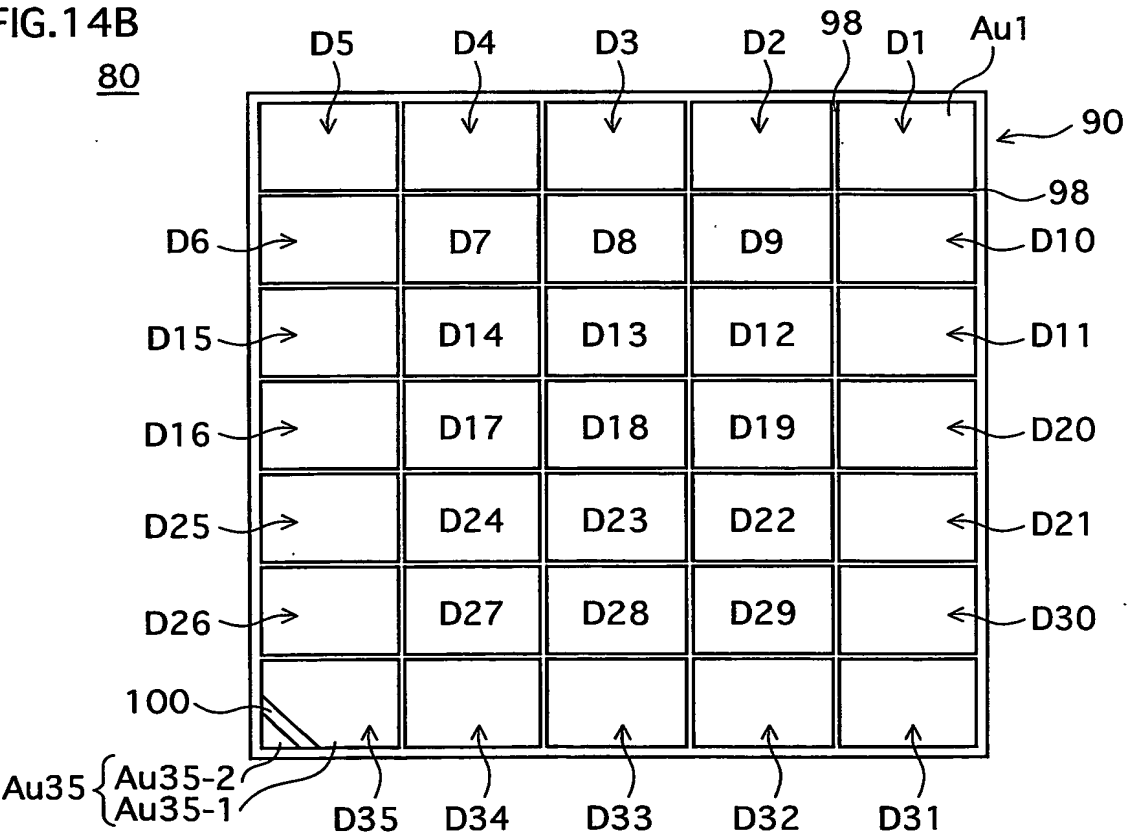 FIG.14B
80
D5 D4 D3 D2 98 D1 Au1
90
98
D6 D7 D8 D9 D10
D15 D14 D13 D12 D11
D16 D17 D18 D19 D20
D25 D24 D23 D22 D21
D26 D27 D28 D29 D30
100
Au35 { Au35-2
Au35-1
D35 D34 D33 D32 D31